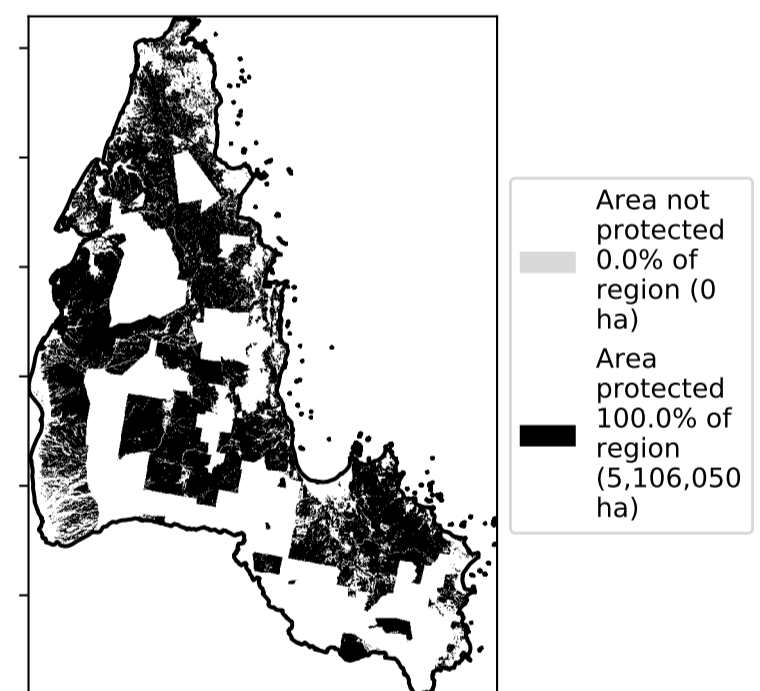 Area not
protected
0.0% of
region (0
ha)
Area
protected
100.0% of
region
(5,106,050
ha)